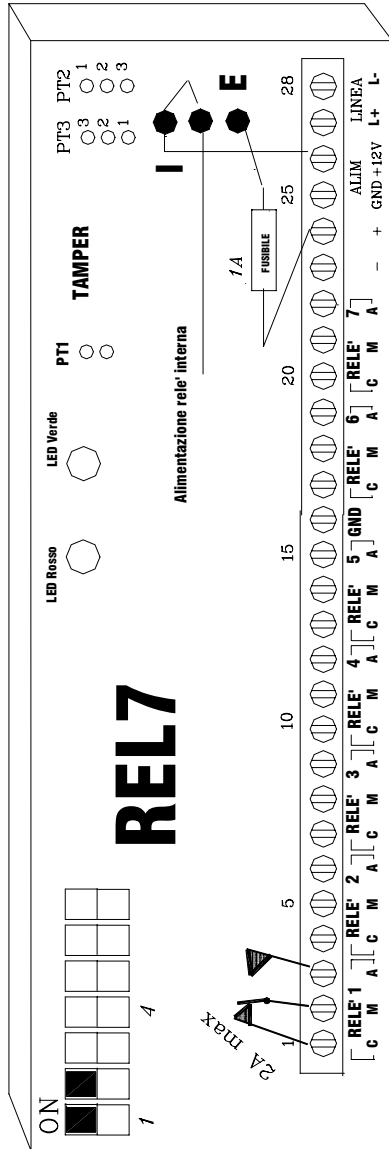 ON
1
4
REL7
LED Rosso
LED Verde
PT1
TAMPER
PT3
3
2
1
PT2
1
2
3
I
E
Alimentazione rele' interna
1A
FUSIBILE
2A max
1
5
10
15
20
25
28
RELE' 1
C M A
RELE' 2
C M A
RELE' 3
C M A
RELE' 4
C M A
RELE' 5
C M A
GND
RELE' 6
C M A
RELE' 7
C M A
- +
ALIM
GND +12V
LINEA
L+ L-